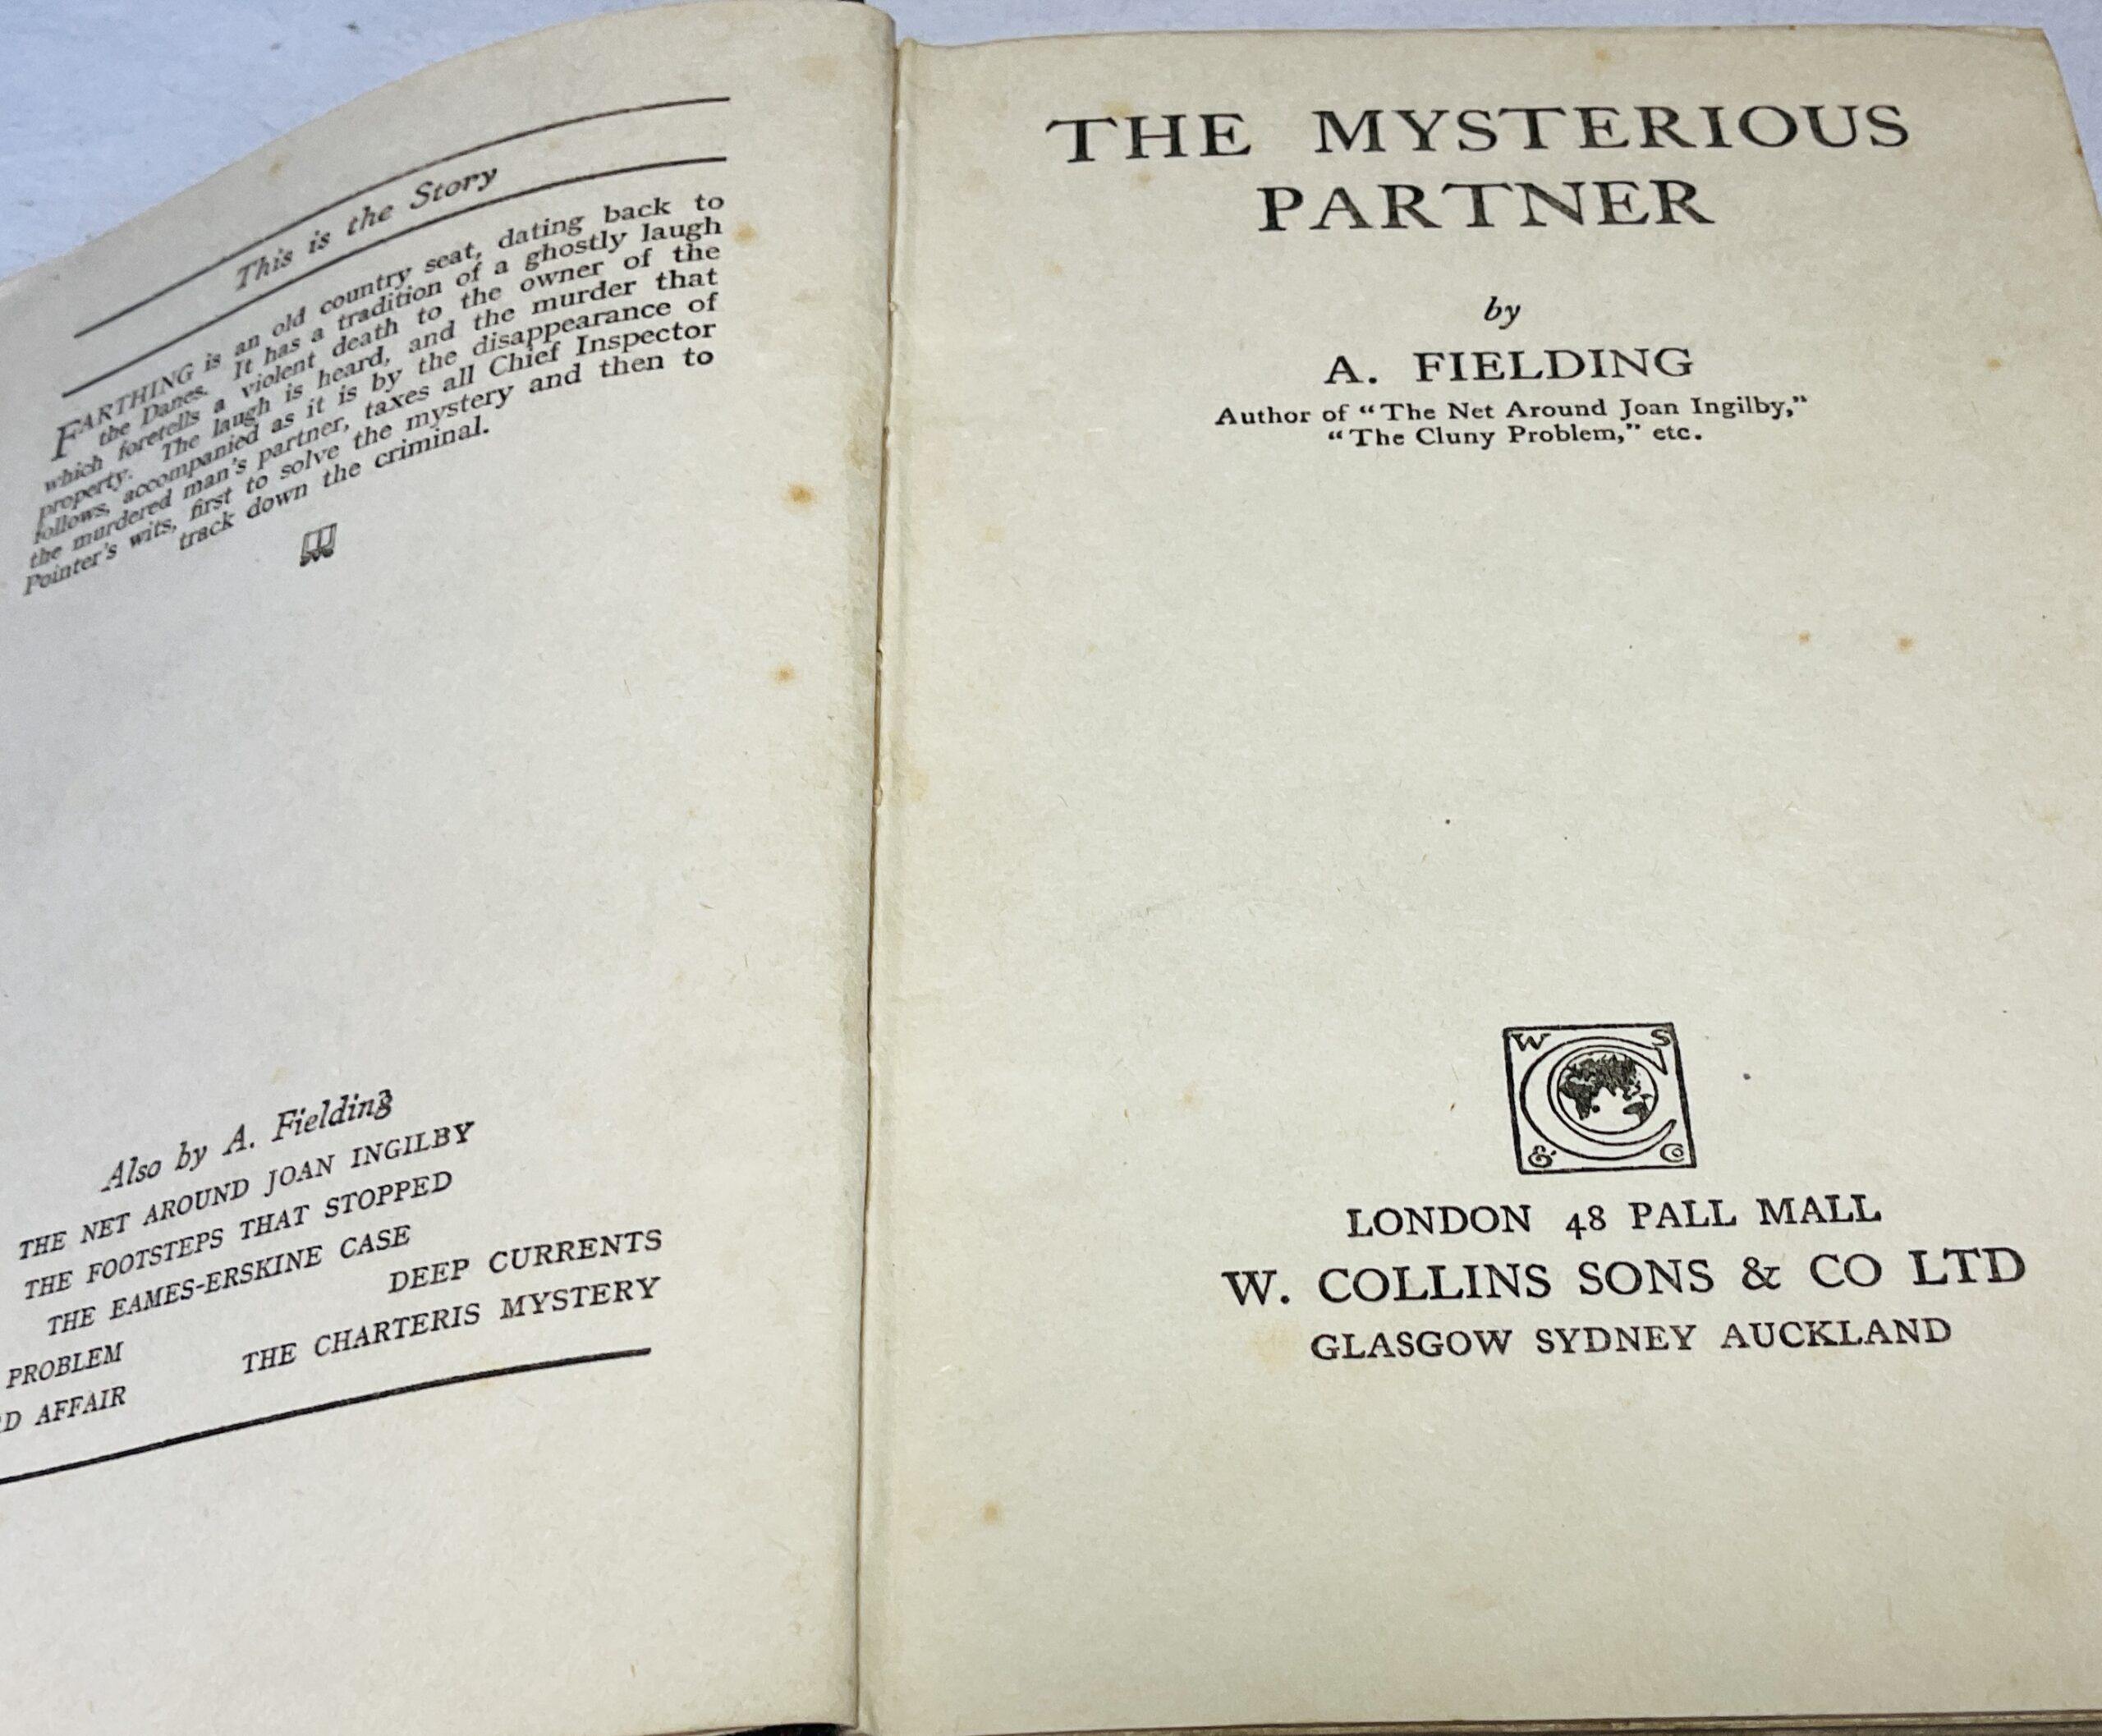 This is the Story
FARTHING is an old country seat, dating back to
the Danes. It has a tradition of a ghostly laugh
which foretells a violent death to the owner of the
property. The laugh is heard, and the murder that
follows, accompanied as it is by the disappearance of
the murdered man's partner, taxes all Chief Inspector
Pointer's wits, first to solve the mystery and then to
track down the criminal.
Also by A. Fielding
THE NET AROUND JOAN INGILBY
THE FOOTSTEPS THAT STOPPED
THE EAMES-ERSKINE CASE
PROBLEM DEEP CURRENTS
AFFAIR THE CHARTERIS MYSTERY
THE MYSTERIOUS
PARTNER
by
A. FIELDING
Author of "The Net Around Joan Ingilby,"
"The Cluny Problem," etc.
W S
C
& Co
LONDON 48 PALL MALL
W. COLLINS SONS & CO LTD
GLASGOW SYDNEY AUCKLAND